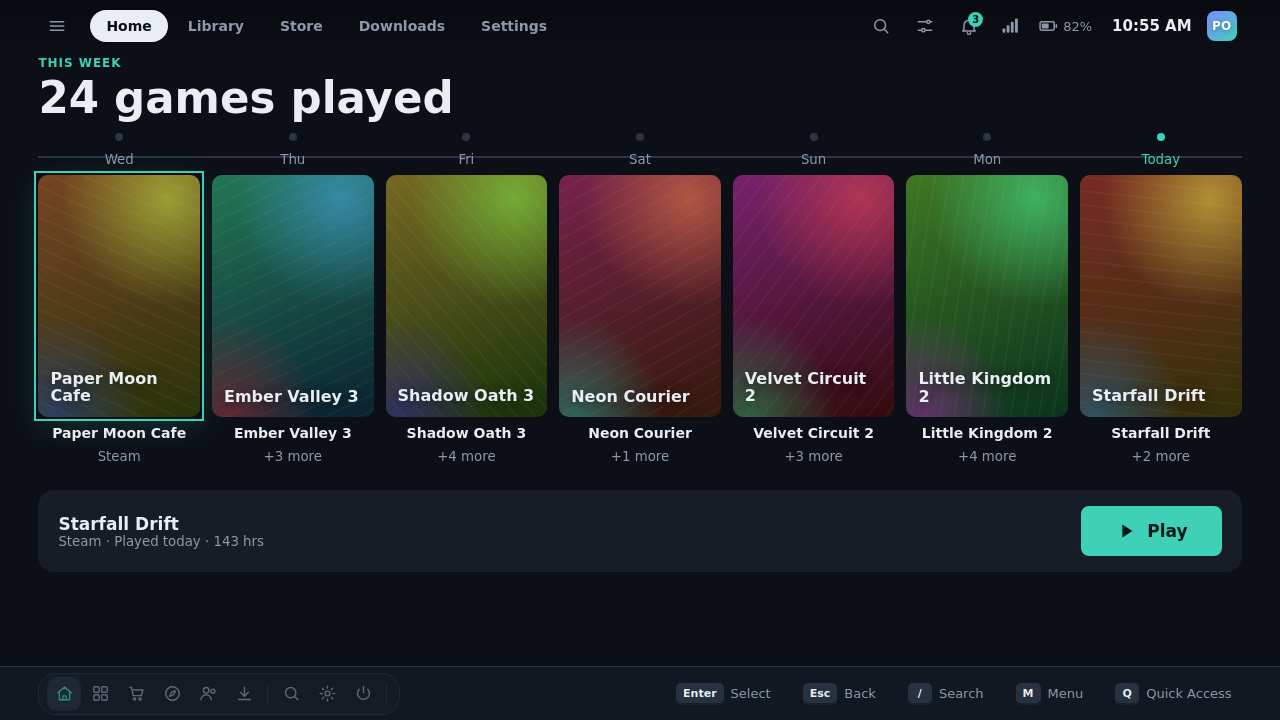 Home Library Store Downloads Settings 3 82% 10:55 AM PO
THIS WEEK
24 games played
Wed Thu Fri Sat Sun Mon Today
Paper Moon Cafe
Ember Valley 3
Shadow Oath 3
Neon Courier
Velvet Circuit 2
Little Kingdom 2
Starfall Drift
Paper Moon Cafe Ember Valley 3 Shadow Oath 3 Neon Courier Velvet Circuit 2 Little Kingdom 2 Starfall Drift
Steam +3 more +4 more +1 more +3 more +4 more +2 more
Starfall Drift
Steam · Played today · 143 hrs
Play
Enter Select Esc Back / Search M Menu Q Quick Access